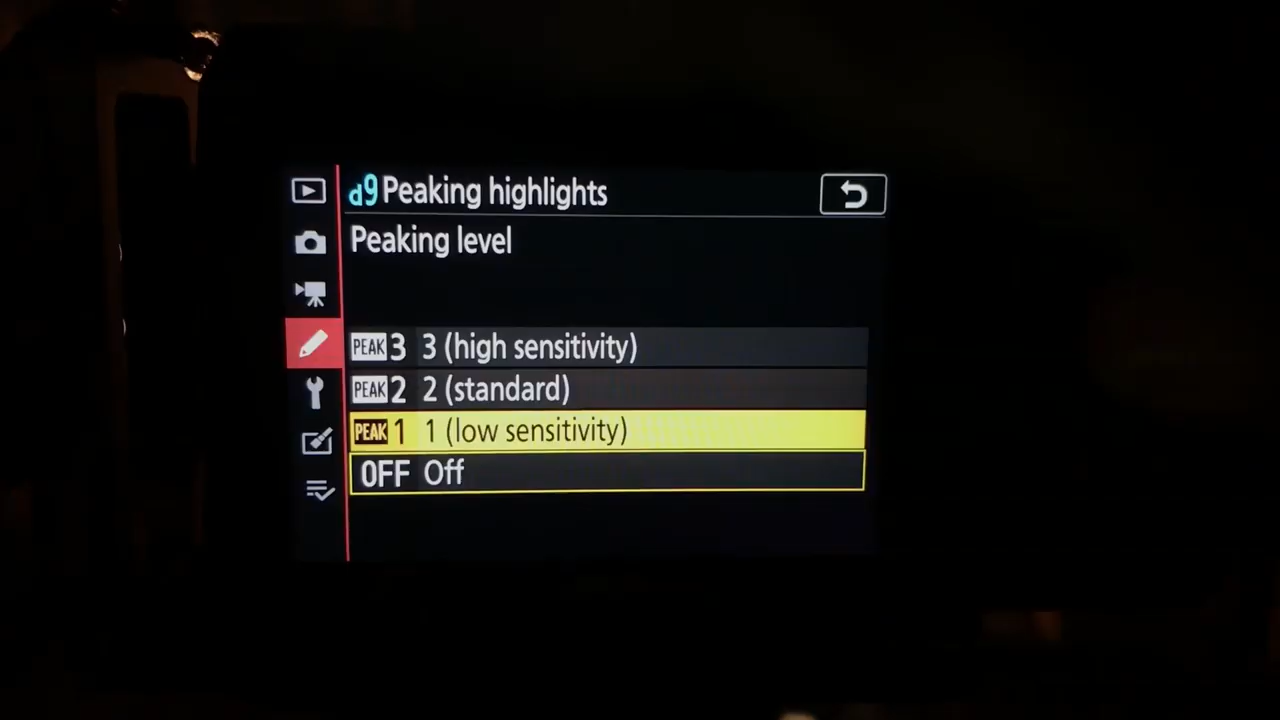 d9 Peaking highlights
Peaking level
PEAK 3 3 (high sensitivity)
PEAK 2 2 (standard)
PEAK 1 1 (low sensitivity)
OFF Off